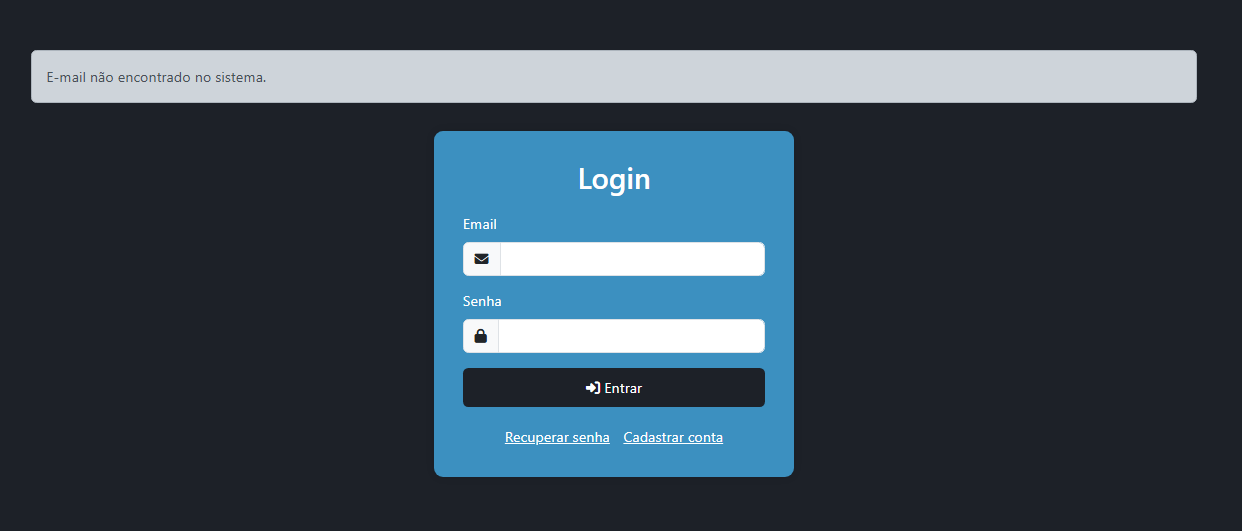 E-mail não encontrado no sistema.
Login
Email
Senha
Entrar
Recuperar senha Cadastrar conta